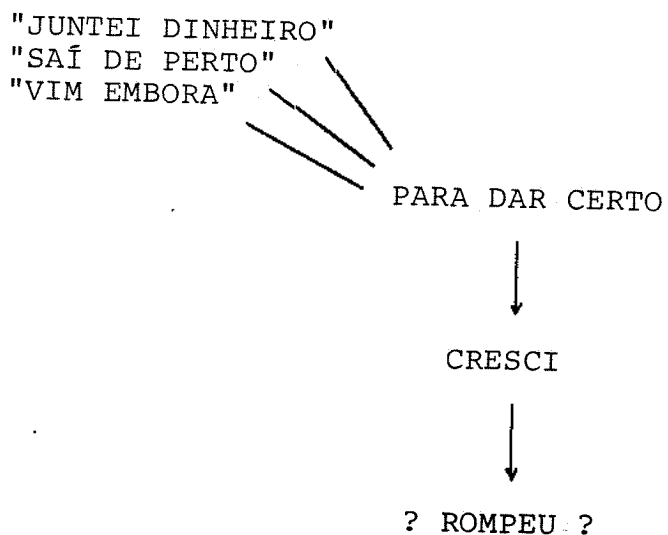 "JUNTEI DINHEIRO"
"SAÍ DE PERTO"
"VIM EMBORA"
PARA DAR CERTO
CRESCI
? ROMPEU ?